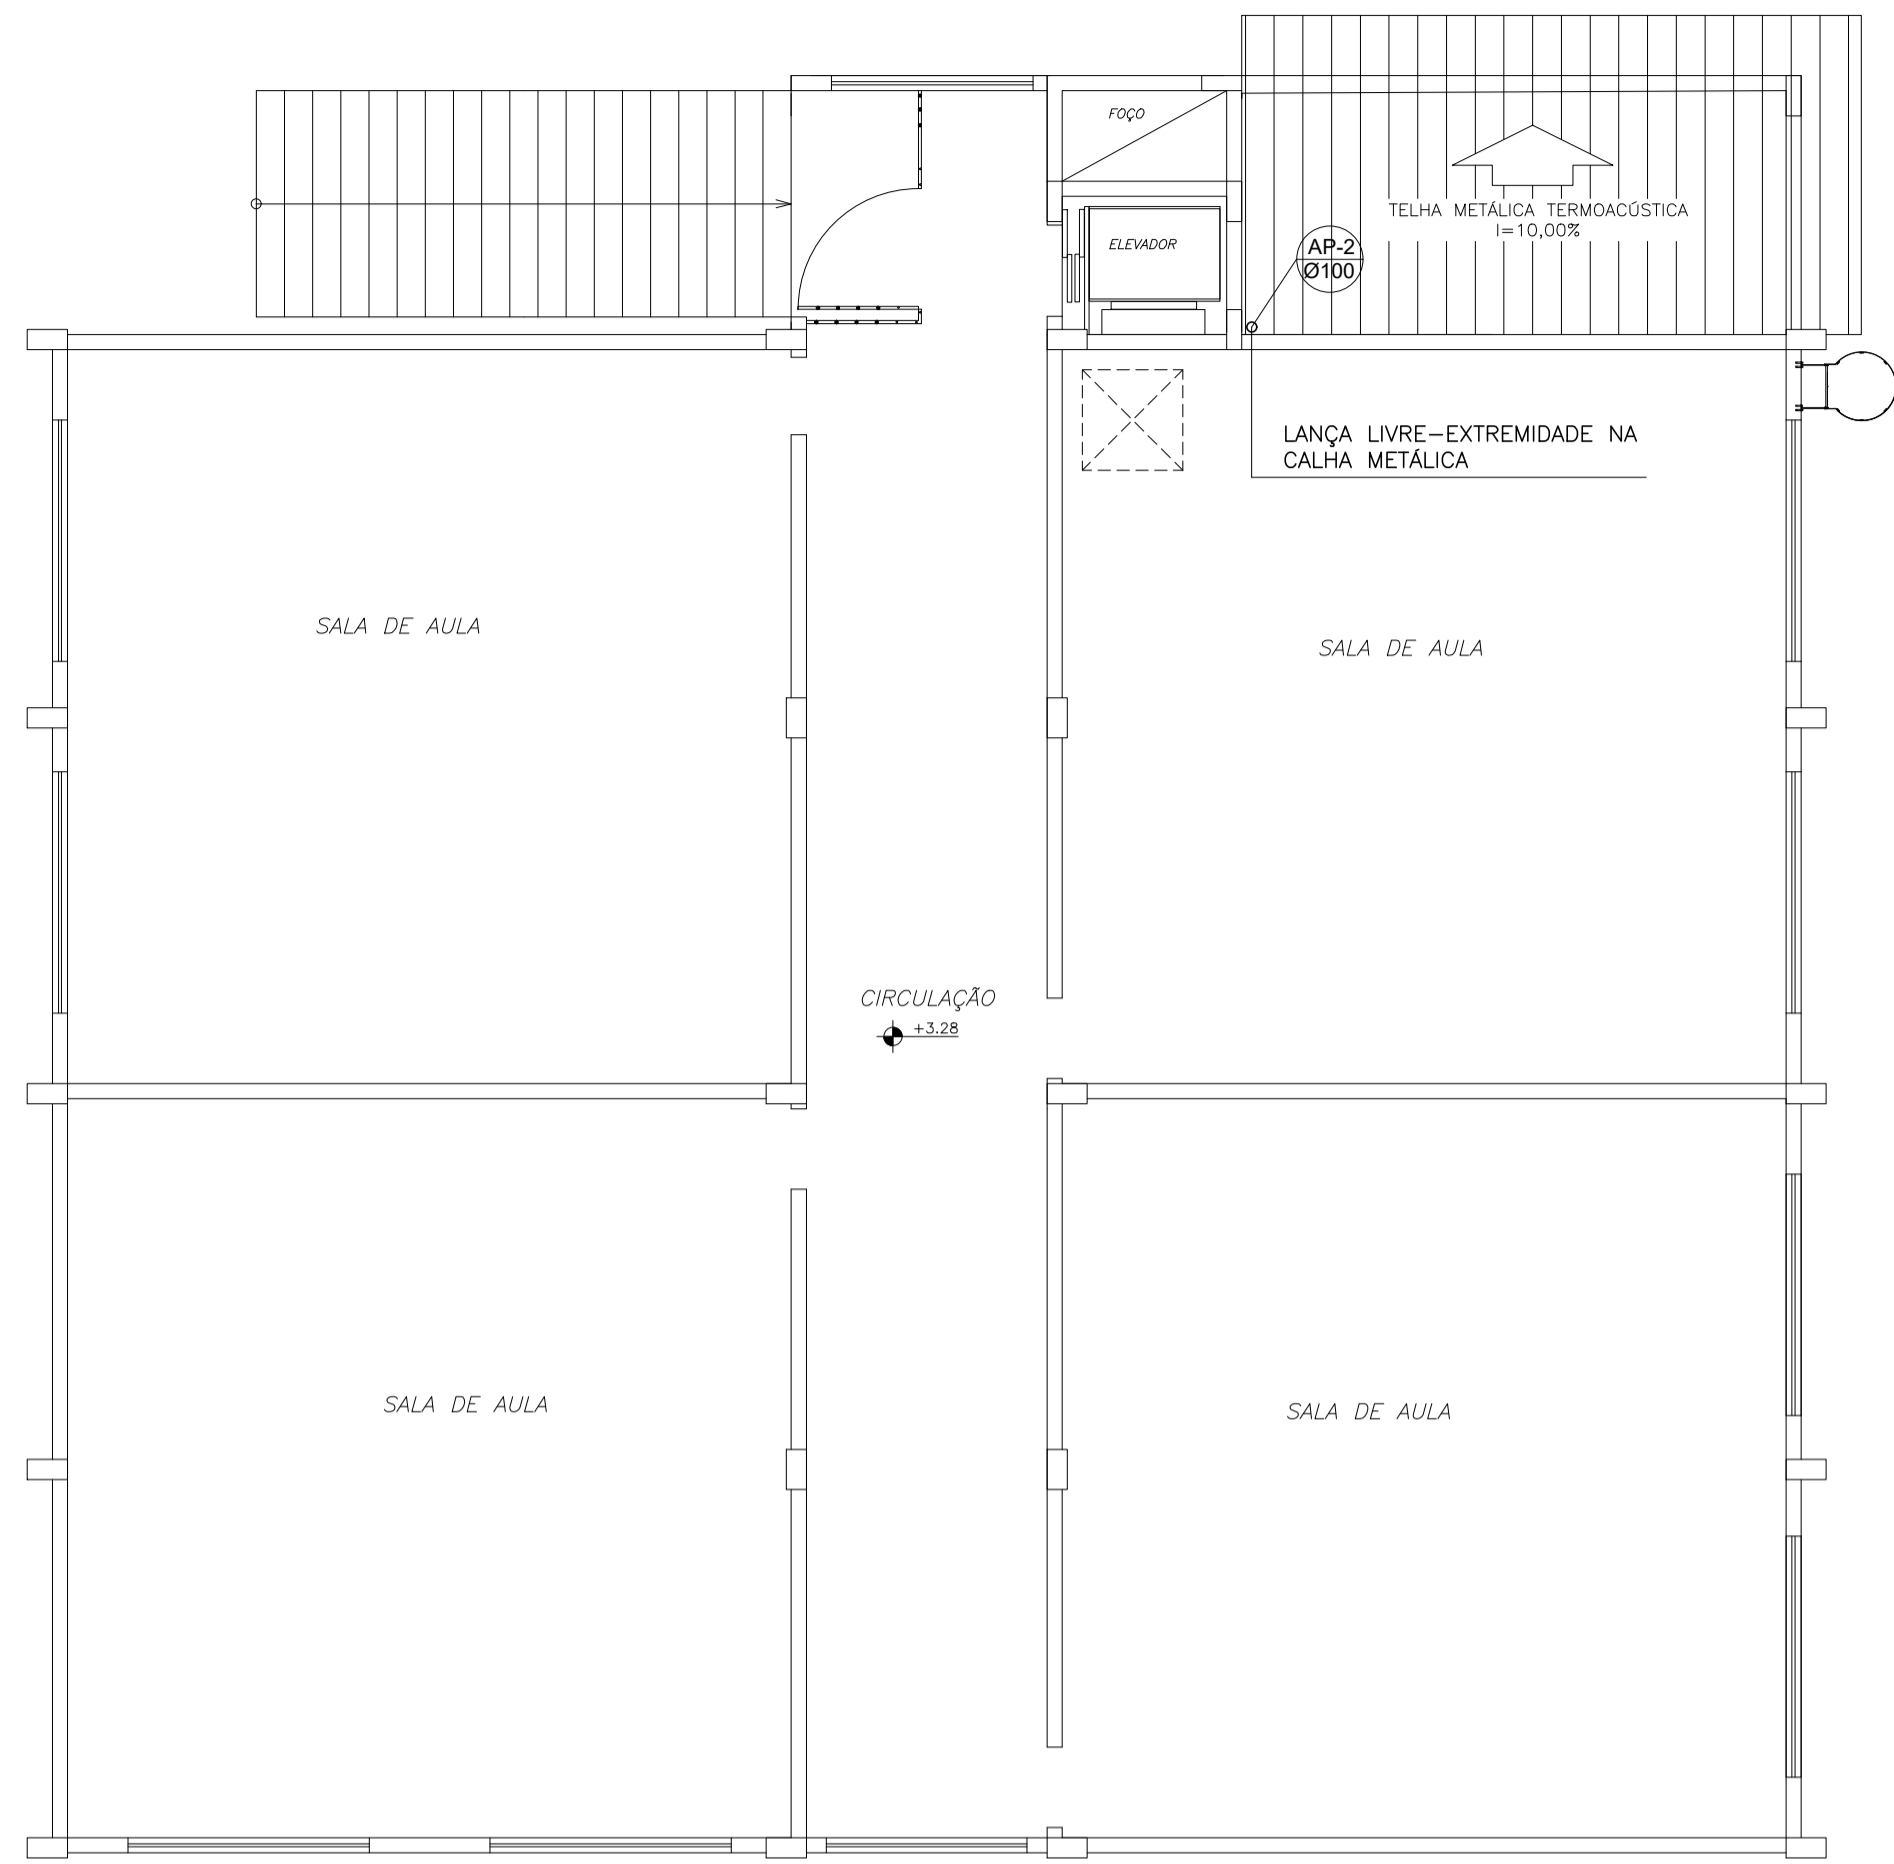 FOÇO
TELHA METÁLICA TERMOACÚSTICA
I=10,00%
ELEVADOR
AP-2
Ø100
LANÇA LIVRE-EXTREMIDADE NA
CALHA METÁLICA
SALA DE AULA
SALA DE AULA
CIRCULAÇÃO
+3.28
SALA DE AULA
SALA DE AULA